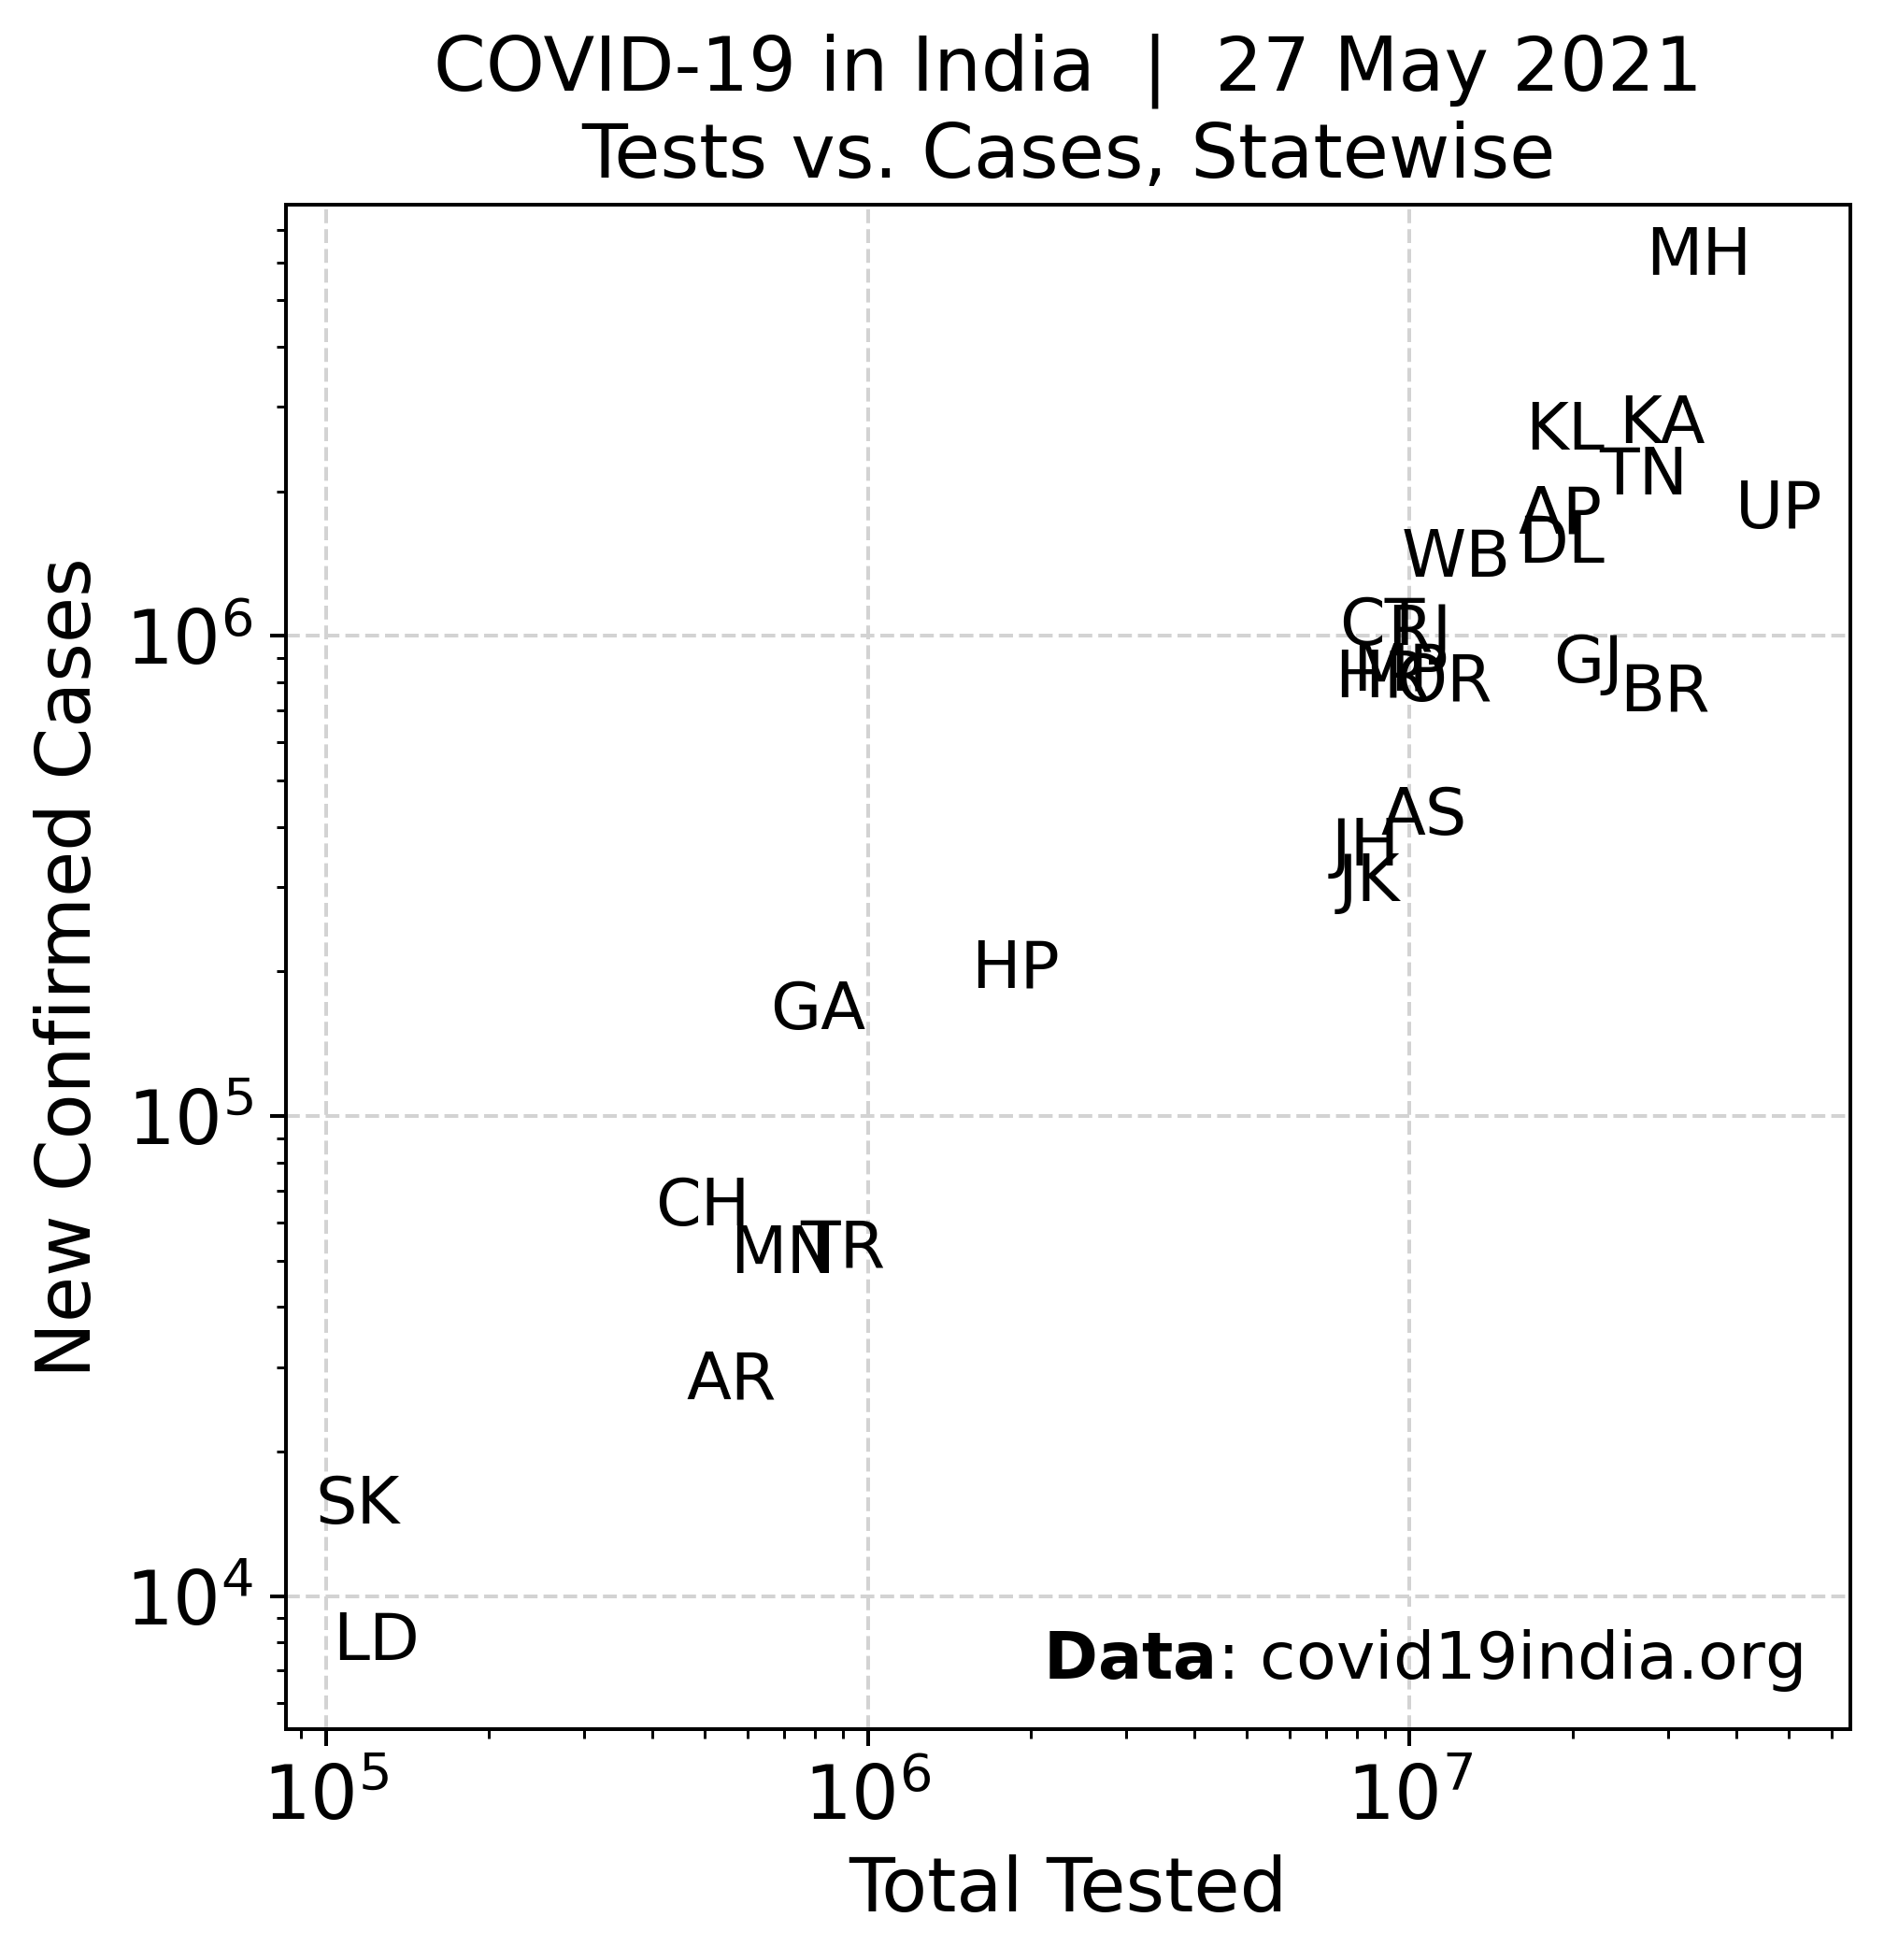 COVID-19 in India | 27 May 2021
Tests vs. Cases, Statewise
MH
KL KA
TN
AP UP
DL
WB
CT RJ
GJ
HR OR BR
AS
JH
JK
HP
GA
CH
MN TR
AR
SK
LD
Data: covid19india.org
New Confirmed Cases
10⁶
10⁵
10⁴
10⁵ 10⁶ 10⁷
Total Tested